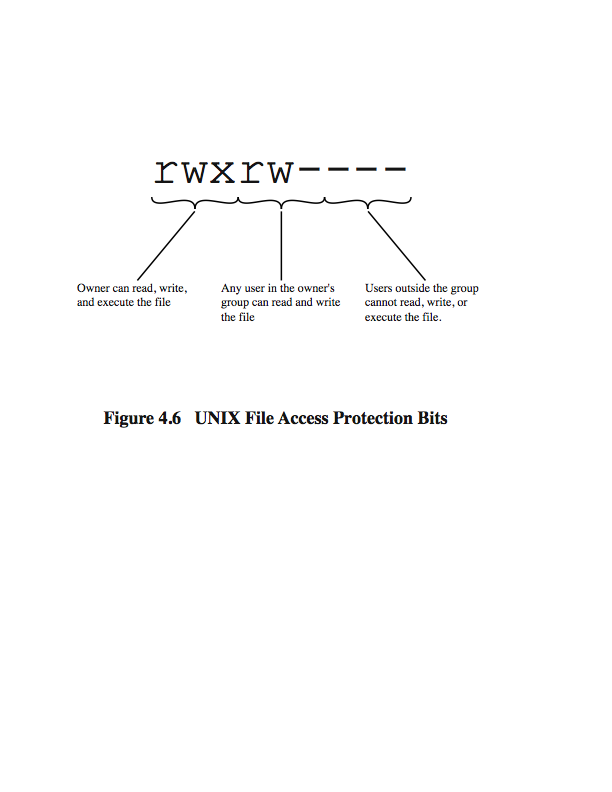 rwxrw----
Owner can read, write,
and execute the file
Any user in the owner's
group can read and write
the file
Users outside the group
cannot read, write, or
execute the file.
Figure 4.6 UNIX File Access Protection Bits